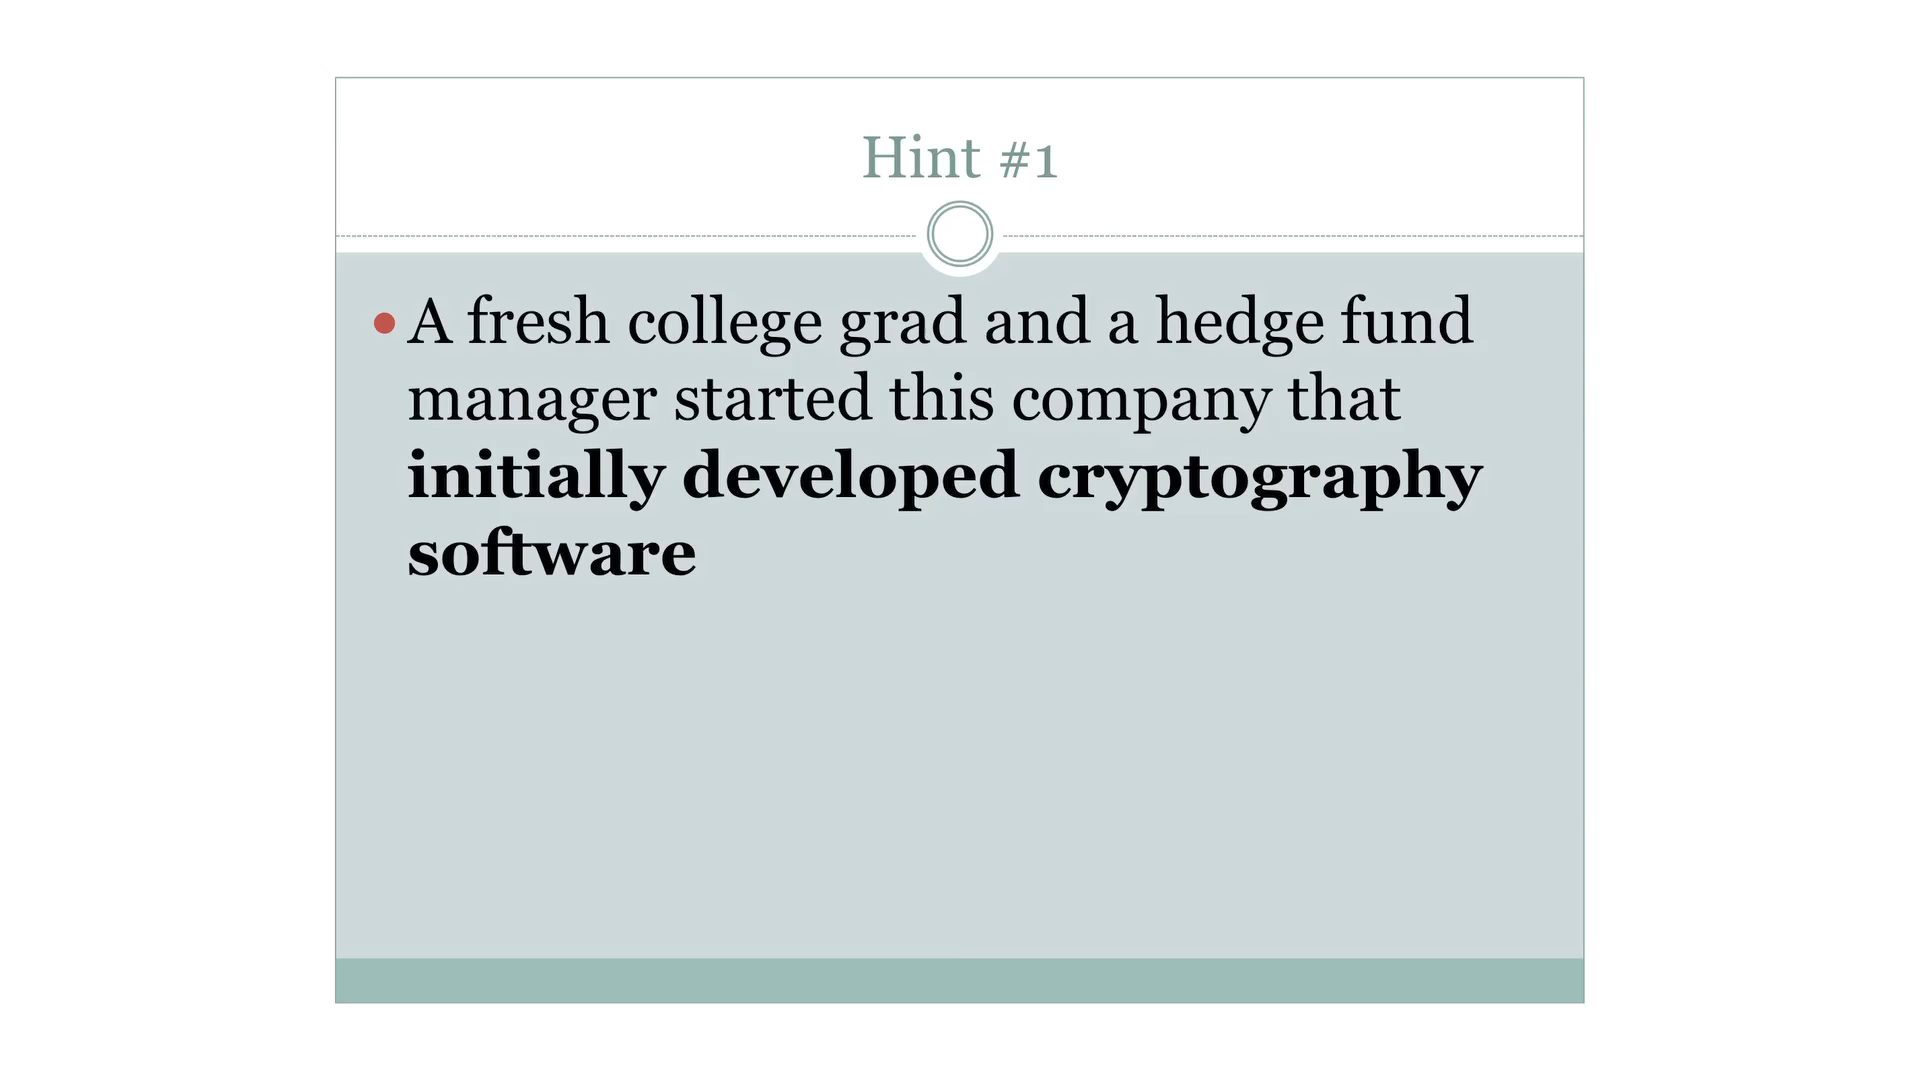 Hint #1
• A fresh college grad and a hedge fund
manager started this company that
initially developed cryptography
software